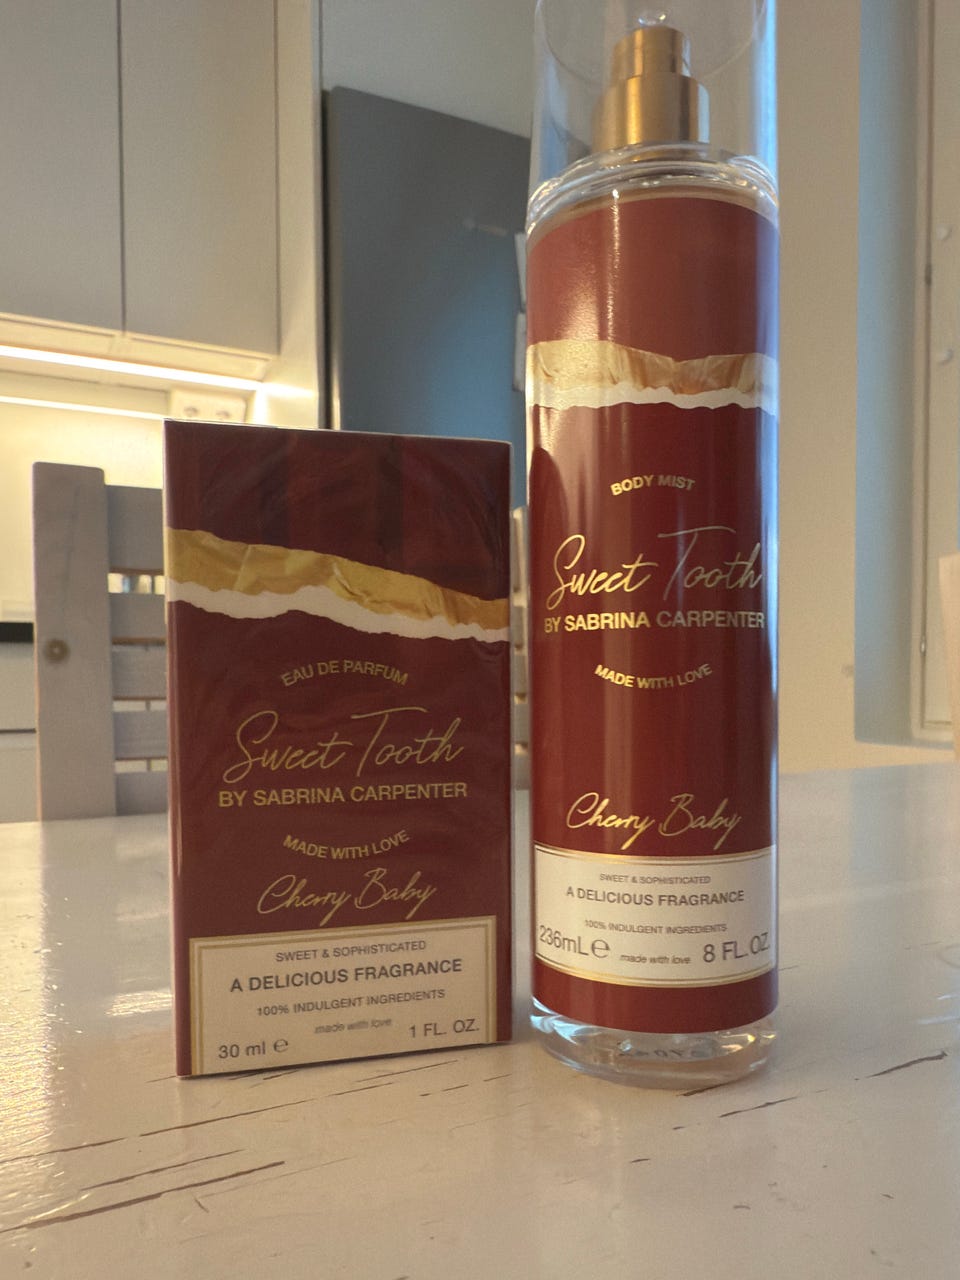 EAU DE PARFUM
Sweet Tooth
BY SABRINA CARPENTER
MADE WITH LOVE
Cherry Baby
SWEET & SOPHISTICATED
A DELICIOUS FRAGRANCE
100% INDULGENT INGREDIENTS
made with love
30 ml ℮ 1 FL. OZ.
BODY MIST
Sweet Tooth
BY SABRINA CARPENTER
MADE WITH LOVE
Cherry Baby
SWEET & SOPHISTICATED
A DELICIOUS FRAGRANCE
100% INDULGENT INGREDIENTS
236mL ℮ made with love 8 FL.OZ.